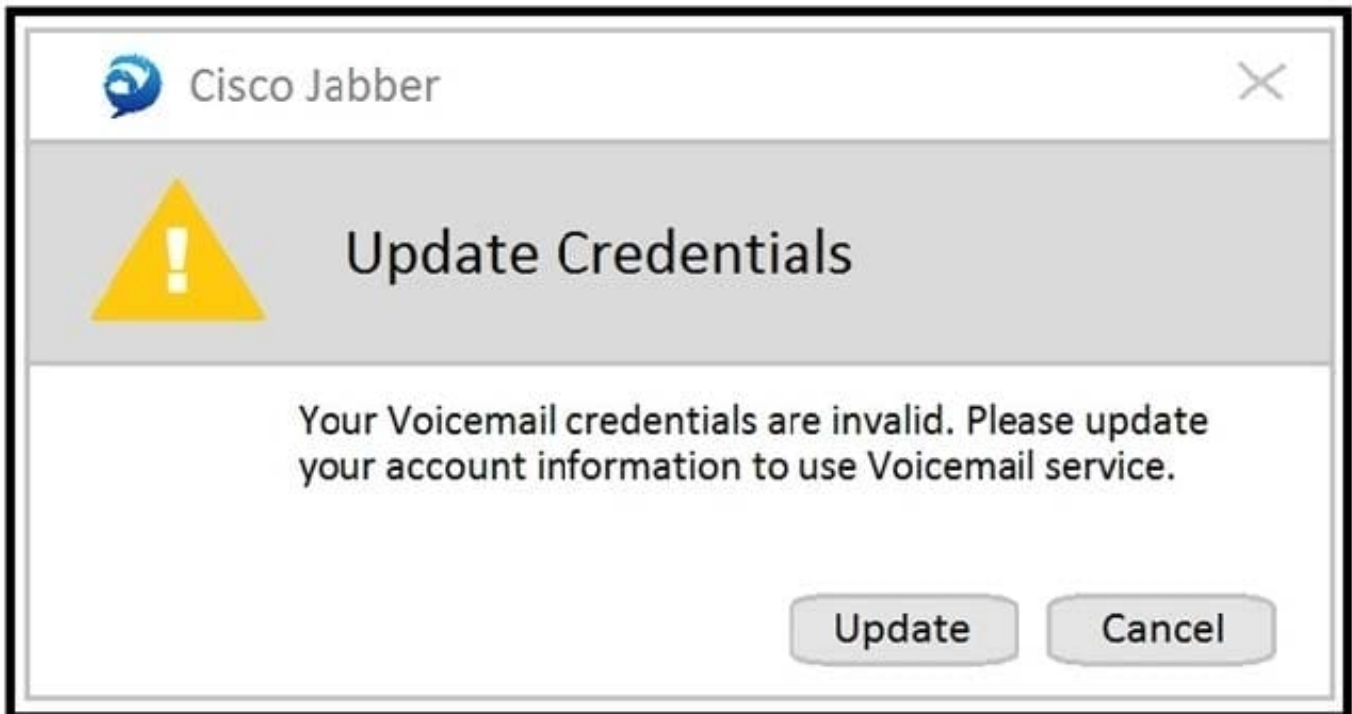 Cisco Jabber
Update Credentials
Your Voicemail credentials are invalid. Please update
your account information to use Voicemail service.
Update Cancel